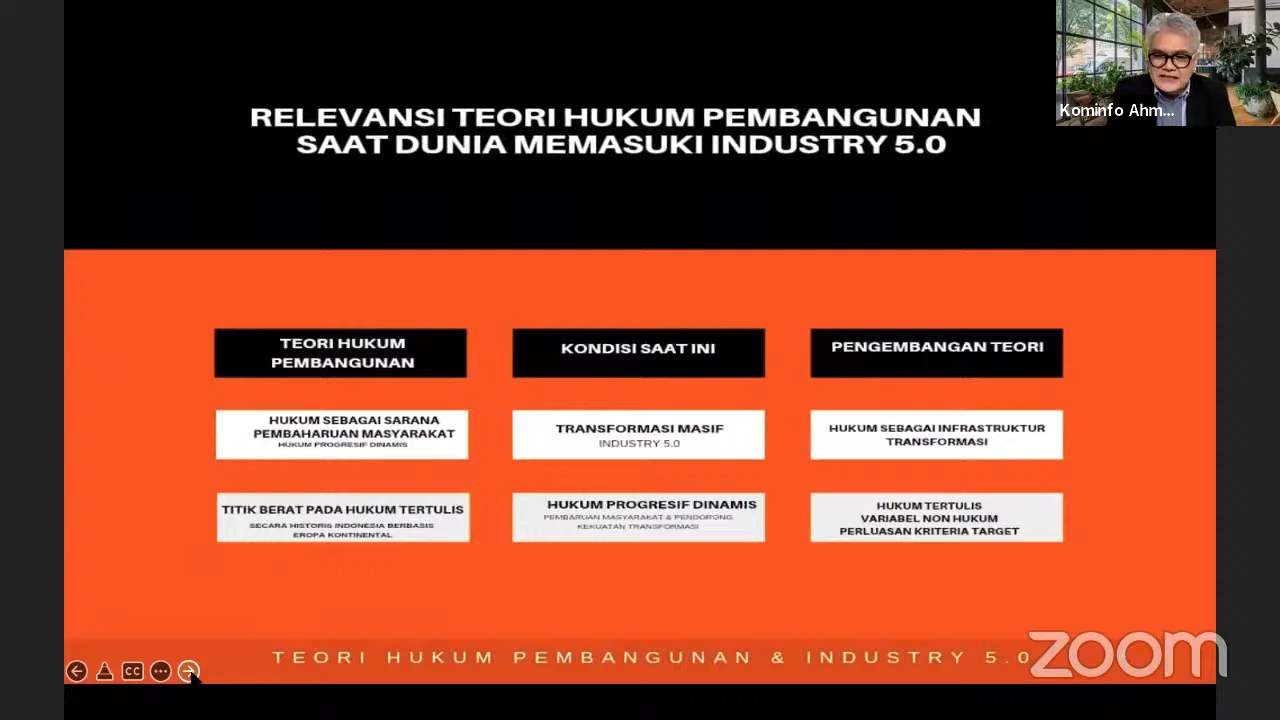 RELEVANSI TEORI HUKUM PEMBANGUNAN
SAAT DUNIA MEMASUKI INDUSTRY 5.0
Kominfo Ahm...
TEORI HUKUM
PEMBANGUNAN
KONDISI SAAT INI
PENGEMBANGAN TEORI
HUKUM SEBAGAI SARANA
PEMBAHARUAN MASYARAKAT
HUKUM PROGRESIF DINAMIS
TRANSFORMASI MASIF
INDUSTRY 5.0
HUKUM SEBAGAI INFRASTRUKTUR
TRANSFORMASI
TITIK BERAT PADA HUKUM TERTULIS
SECARA HISTORIS INDONESIA BERBASIS
EROPA KONTINENTAL
HUKUM PROGRESIF DINAMIS
PEMBARUAN MASYARAKAT & PENDORONG
KEKUATAN TRANSFORMASI
HUKUM TERTULIS
VARIABEL NON HUKUM
PERLUASAN KRITERIA TARGET
TEORI HUKUM PEMBANGUNAN & INDUSTRY 5.0
CC
zoom